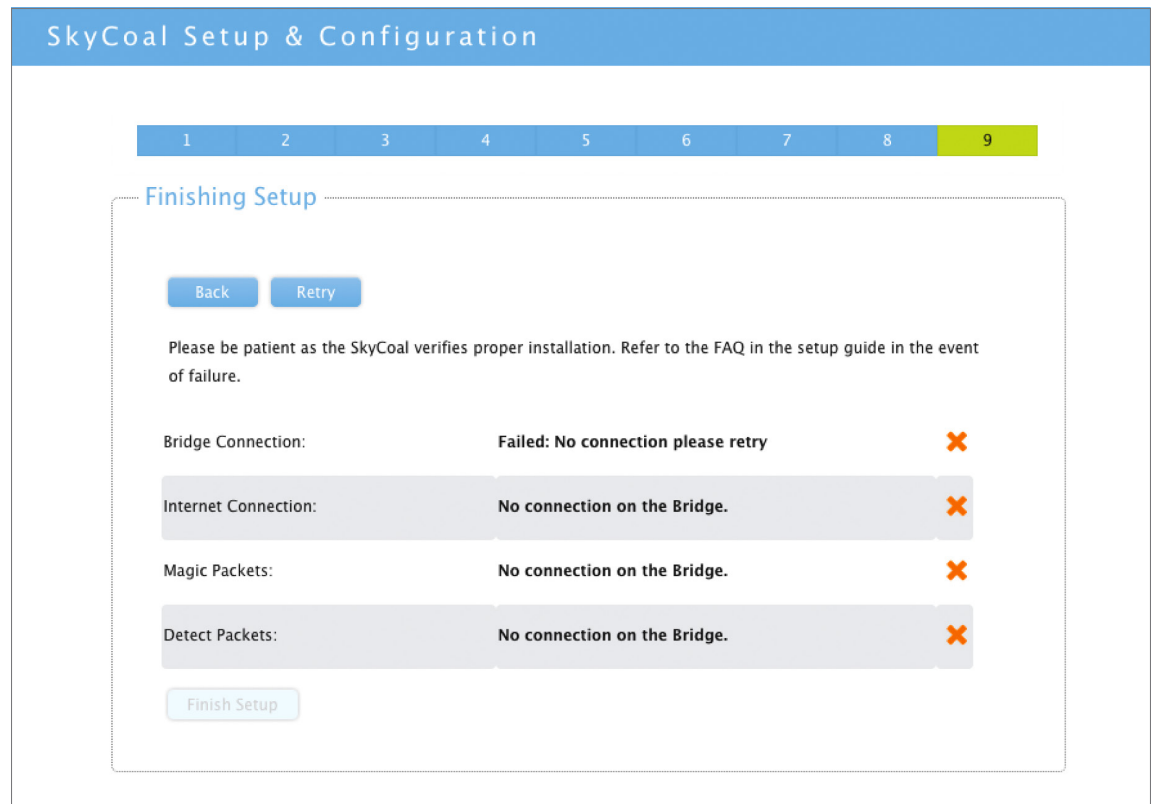 SkyCoal Setup & Configuration
1 2 3 4 5 6 7 8 9
Finishing Setup
Back Retry
Please be patient as the SkyCoal verifies proper installation. Refer to the FAQ in the setup guide in the event
of failure.
Bridge Connection: Failed: No connection please retry
Internet Connection: No connection on the Bridge.
Magic Packets: No connection on the Bridge.
Detect Packets: No connection on the Bridge.
Finish Setup